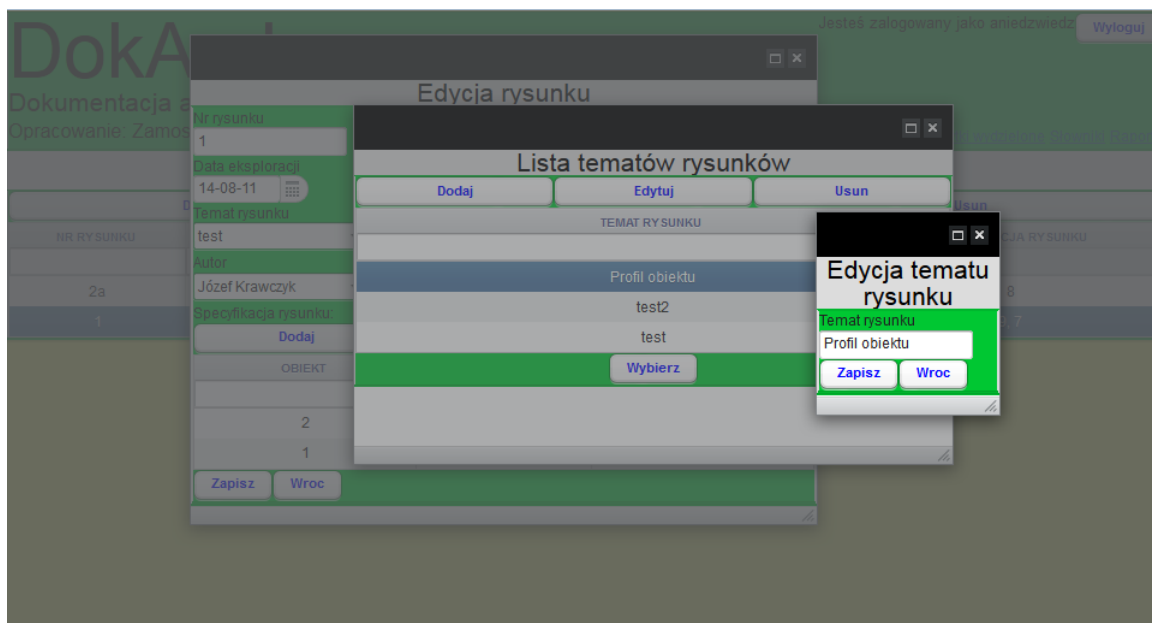 Jesteś zalogowany jako aniedzwiedz
Wyloguj
Dokumentacja
Opracowanie:
Edycja rysunku
Nr rysunku
1
Data eksploracji
14-08-11
Temat rysunku
test
Autor
Józef Krawczyk
Specyfikacja rysunku:
Dodaj
OBIEKT
2
1
Zapisz Wroc
NR RYSUNKU
2a
1
Usun
RYSUNKU
8
7
Lista tematów rysunków
Dodaj Edytuj Usun
TEMAT RYSUNKU
Profil obiektu
test2
test
Wybierz
Edycja tematu
rysunku
Temat rysunku
Profil obiektu
Zapisz Wroc